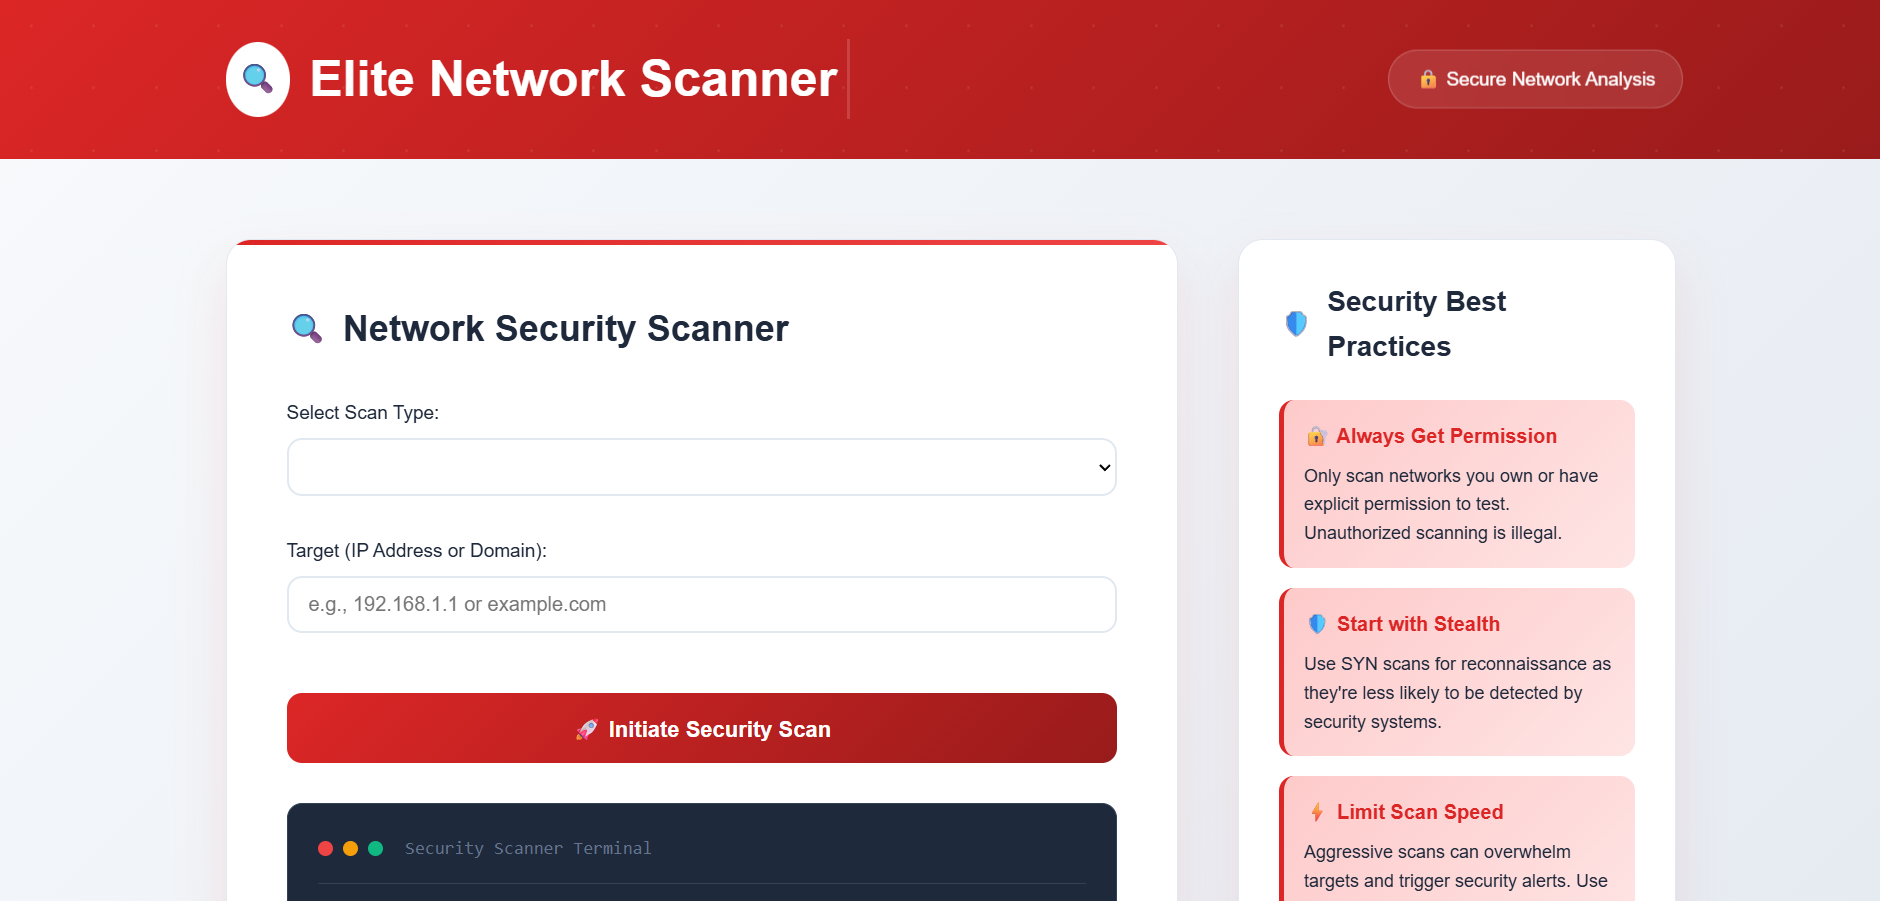 Elite Network Scanner
Secure Network Analysis
Network Security Scanner
Select Scan Type:
Target (IP Address or Domain):
e.g., 192.168.1.1 or example.com
Initiate Security Scan
Security Scanner Terminal
Security Best
Practices
Always Get Permission
Only scan networks you own or have
explicit permission to test.
Unauthorized scanning is illegal.
Start with Stealth
Use SYN scans for reconnaissance as
they're less likely to be detected by
security systems.
Limit Scan Speed
Aggressive scans can overwhelm
targets and trigger security alerts. Use